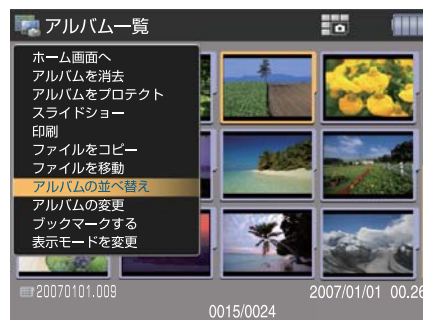 アルバム一覧
ホーム画面へ
アルバムを消去
アルバムをプロテクト
スライドショー
印刷
ファイルをコピー
ファイルを移動
アルバムの並べ替え
アルバムの変更
ブックマークする
表示モードを変更
20070101.009
2007/01/01 00:26
0015/0024